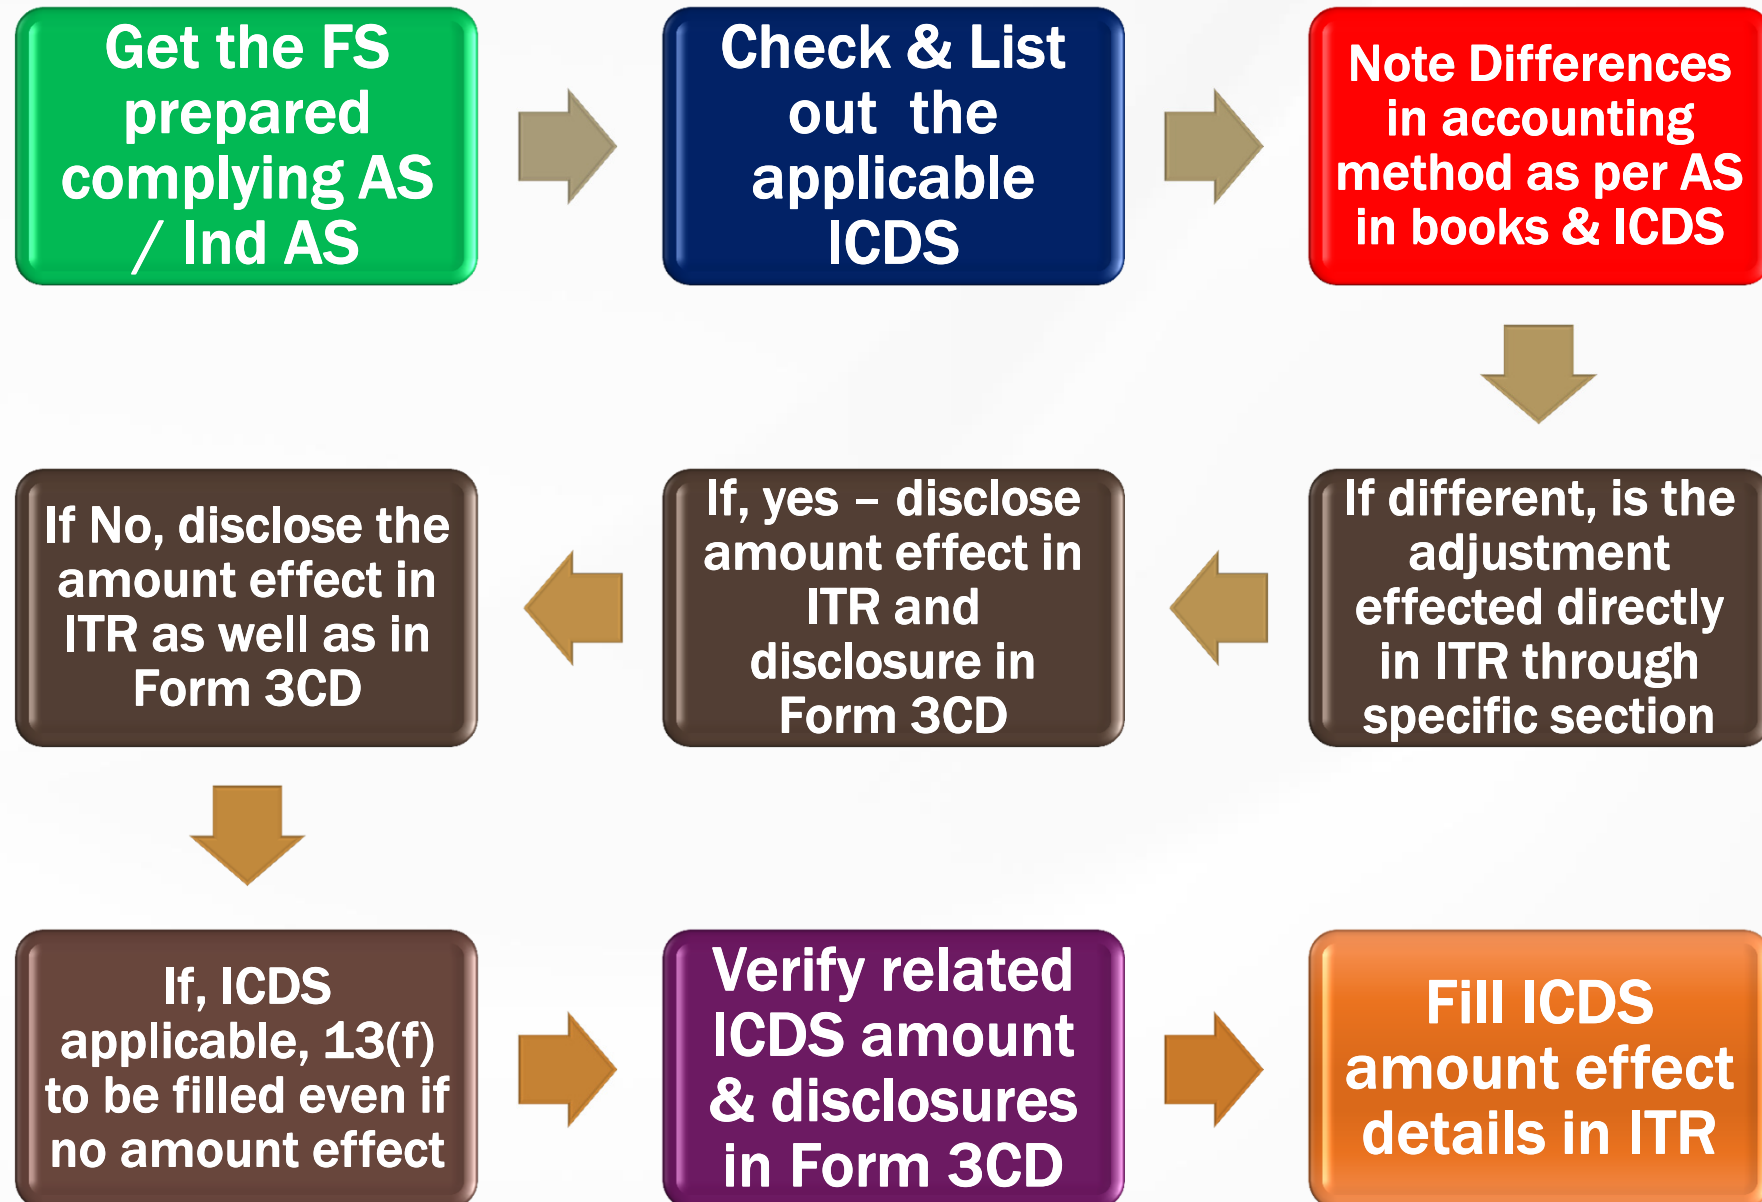 Get the FS
prepared
complying AS
/ Ind AS
Check & List
out the
applicable
ICDS
Note Differences
in accounting
method as per AS
in books & ICDS
If different, is the
adjustment
effected directly
in ITR through
specific section
If, yes – disclose
amount effect in
ITR and
disclosure in
Form 3CD
If No, disclose the
amount effect in
ITR as well as in
Form 3CD
If, ICDS
applicable, 13(f)
to be filled even if
no amount effect
Verify related
ICDS amount
& disclosures
in Form 3CD
Fill ICDS
amount effect
details in ITR